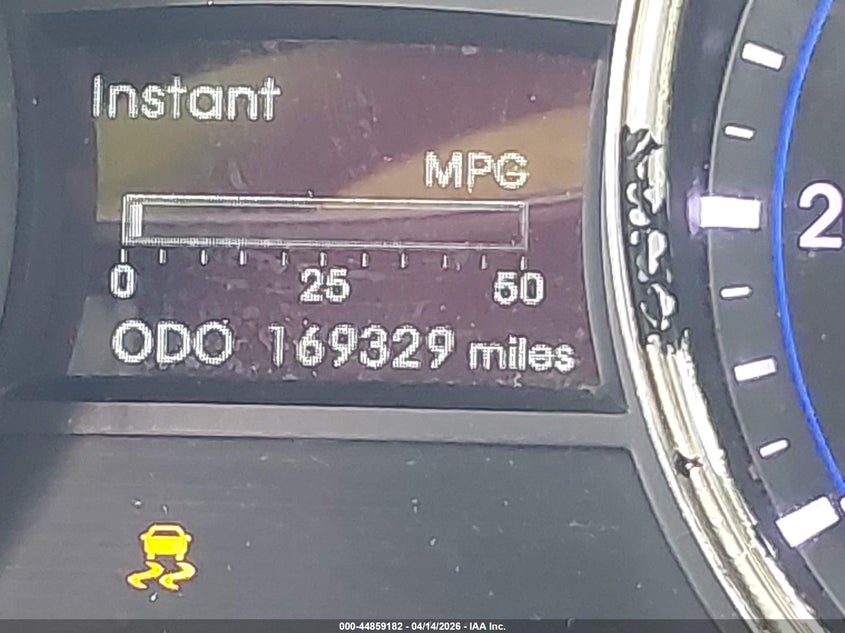 Instant
MPG
0 25 50
ODO 169329 miles
2
000-44859182 - 04/14/2026 - IAA Inc.